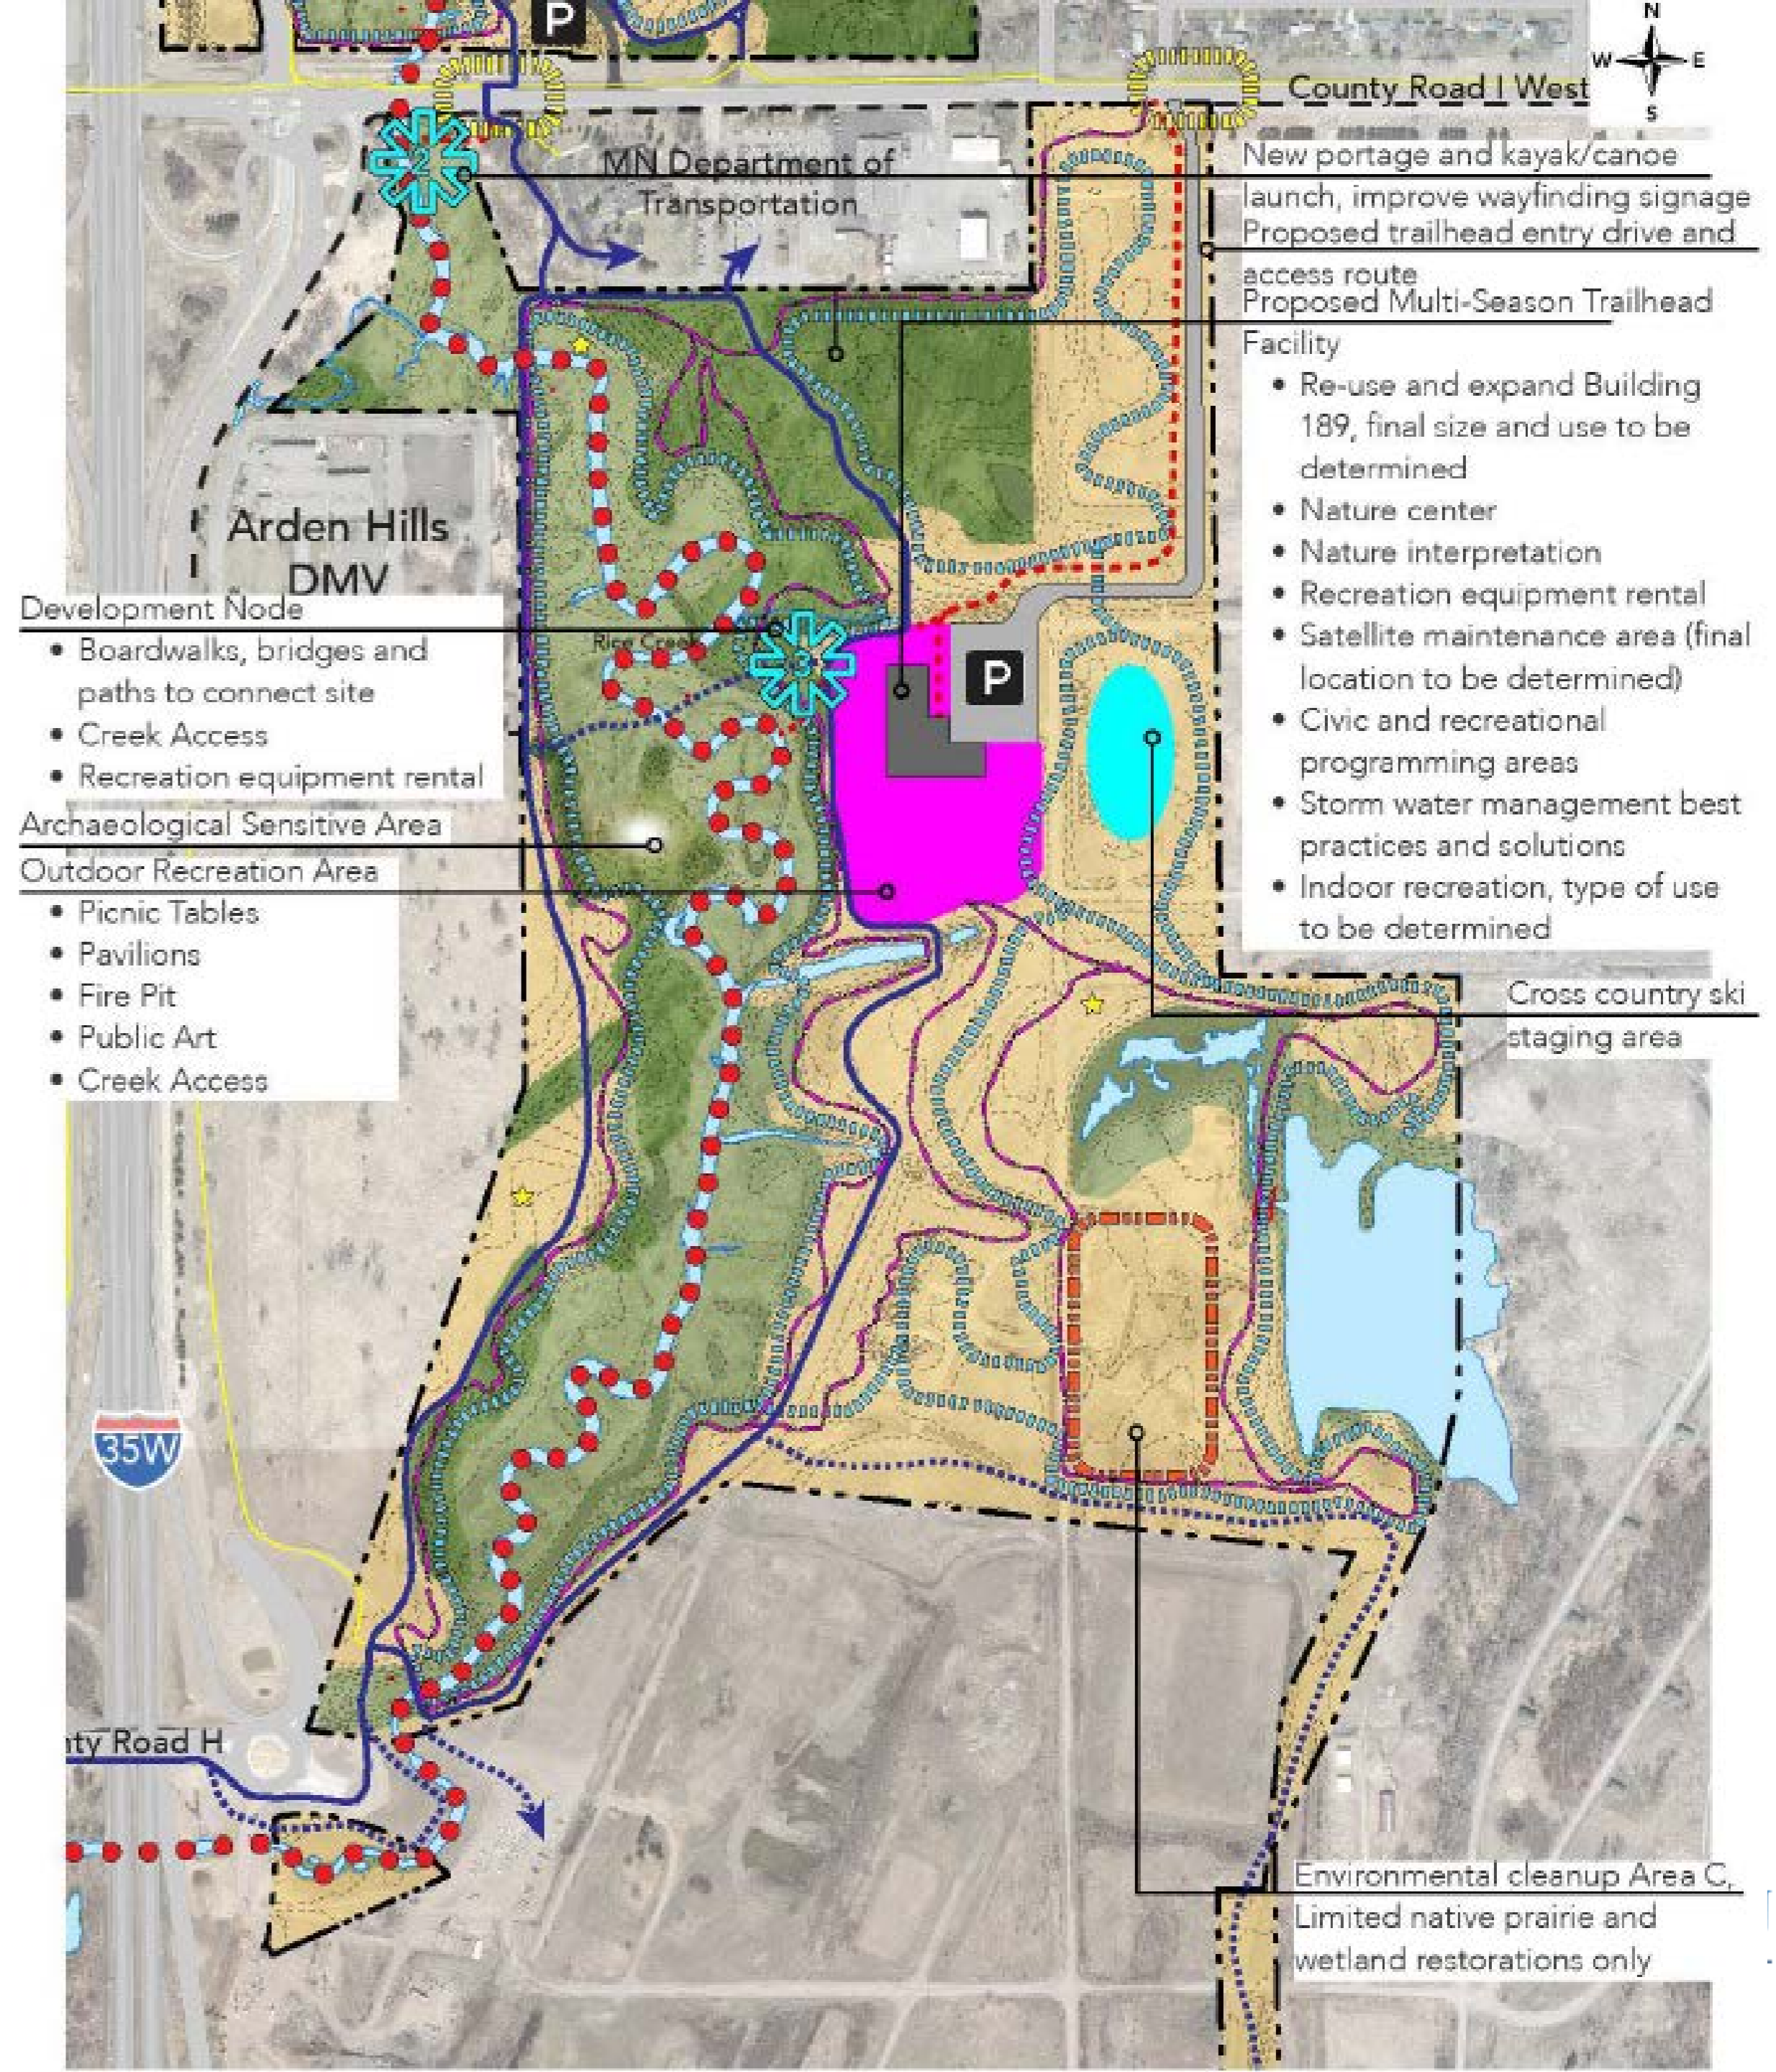 P
N
W E
S
County Road I West
2
MN Department of
Transportation
New portage and kayak/canoe
launch, improve wayfinding signage
Proposed trailhead entry drive and
access route
Proposed Multi-Season Trailhead
Facility
• Re-use and expand Building
189, final size and use to be
determined
• Nature center
• Nature interpretation
• Recreation equipment rental
• Satellite maintenance area (final
location to be determined)
• Civic and recreational
programming areas
• Storm water management best
practices and solutions
• Indoor recreation, type of use
to be determined
Arden Hills
DMV
Development Node
• Boardwalks, bridges and
paths to connect site
• Creek Access
• Recreation equipment rental
Rice Creek
3
P
Archaeological Sensitive Area
Outdoor Recreation Area
• Picnic Tables
• Pavilions
• Fire Pit
• Public Art
• Creek Access
Cross country ski
staging area
35W
nty Road H
Environmental cleanup Area C,
Limited native prairie and
wetland restorations only